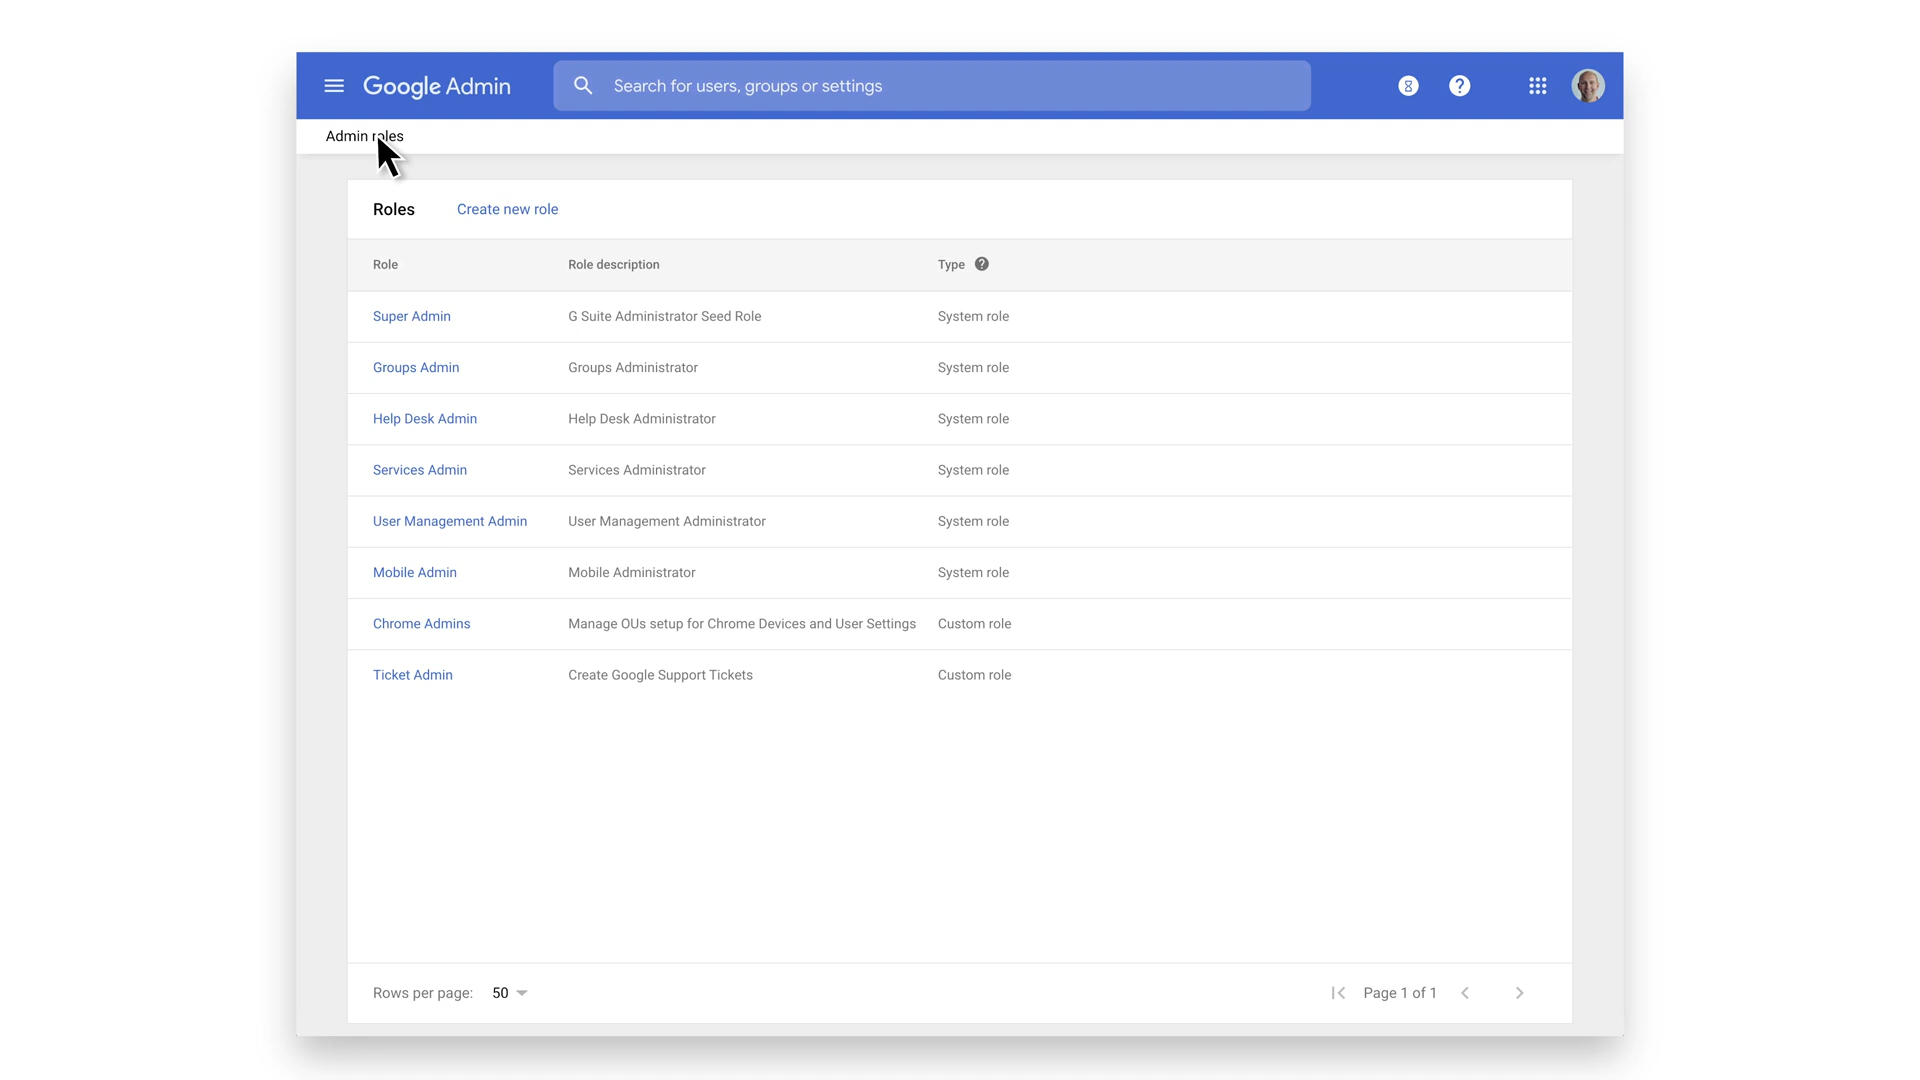 Google Admin
Search for users, groups or settings
Admin roles
Roles Create new role
Role Role description Type
Super Admin G Suite Administrator Seed Role System role
Groups Admin Groups Administrator System role
Help Desk Admin Help Desk Administrator System role
Services Admin Services Administrator System role
User Management Admin User Management Administrator System role
Mobile Admin Mobile Administrator System role
Chrome Admins Manage OUs setup for Chrome Devices and User Settings Custom role
Ticket Admin Create Google Support Tickets Custom role
Rows per page: 50 Page 1 of 1